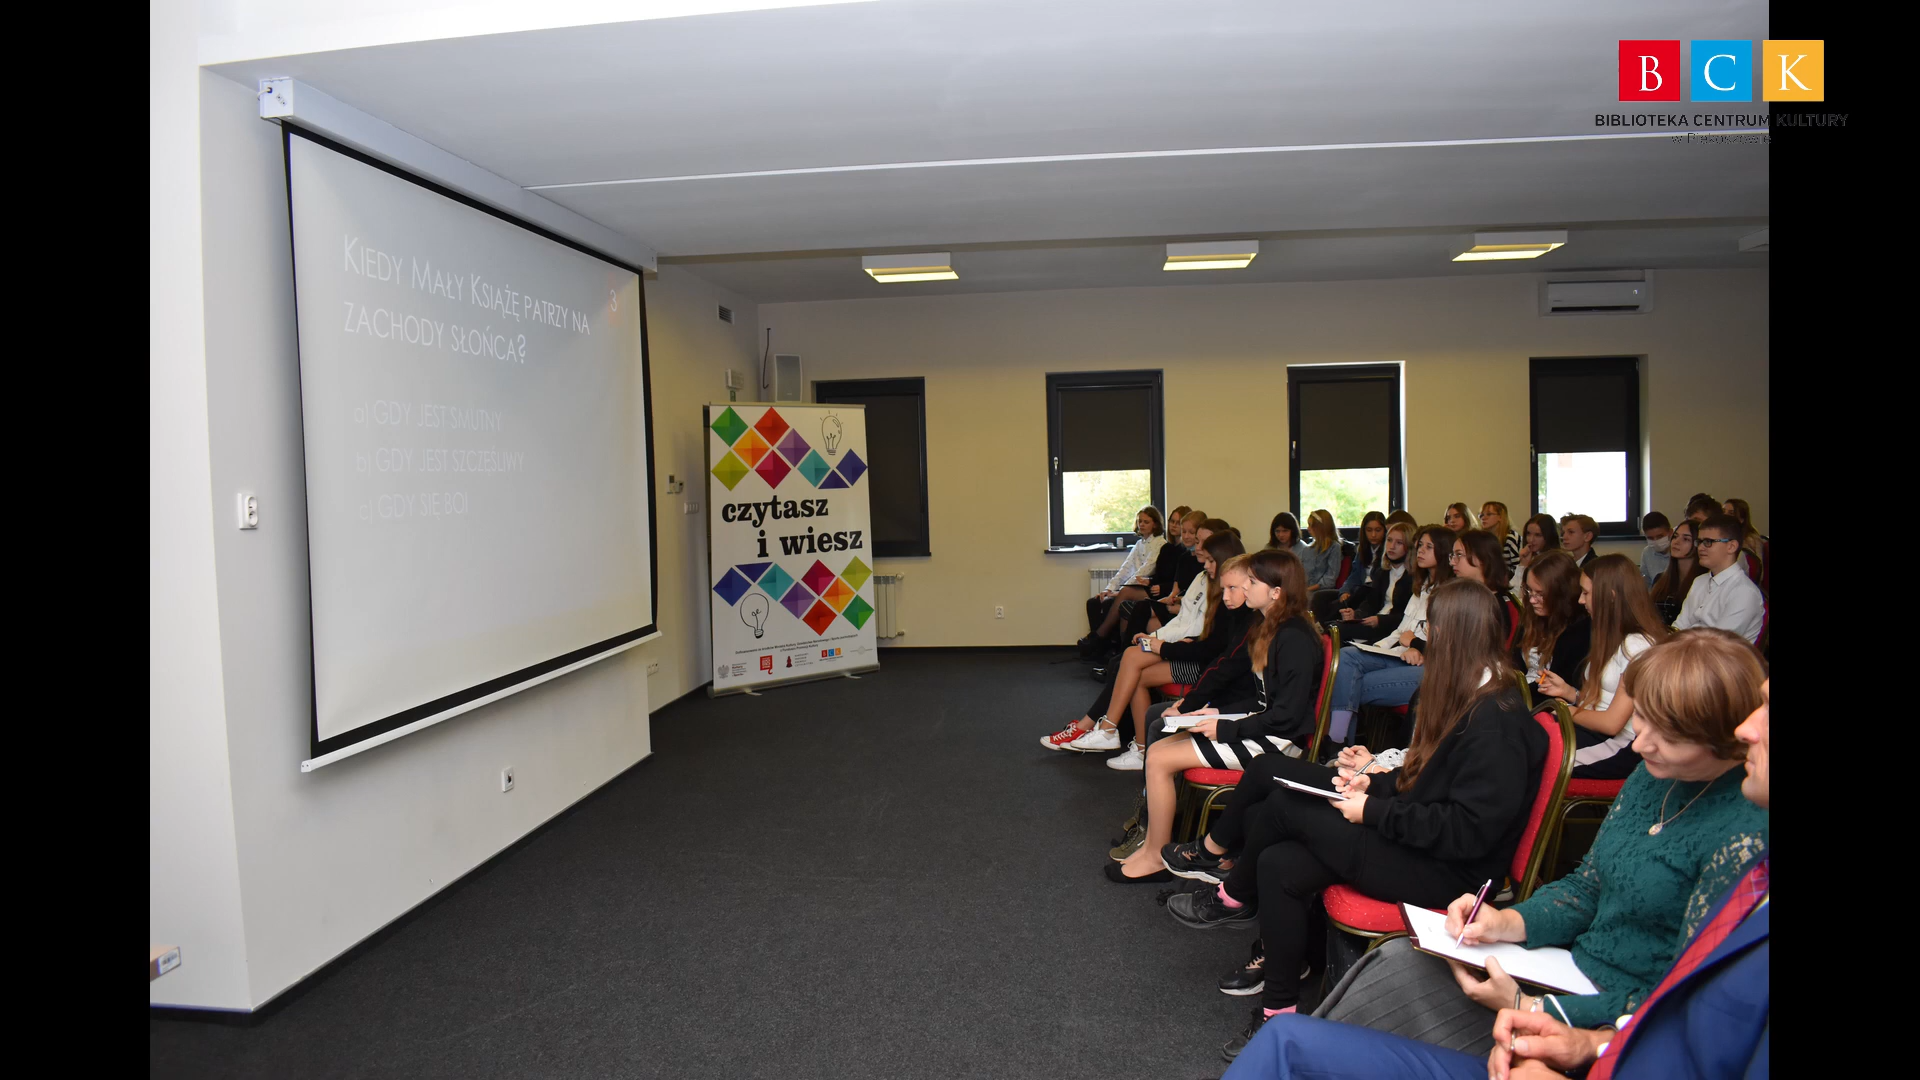 KIEDY MAŁY KSIĄŻĘ PATRZY NA
ZACHODY SŁOŃCA?
3
a) GDY JEST SMUTNY
b) GDY JEST SZCZĘŚLIWY
c) GDY SIĘ BOI
czytasz
i wiesz
B C K
BIBLIOTEKA CENTRUM KULTURY